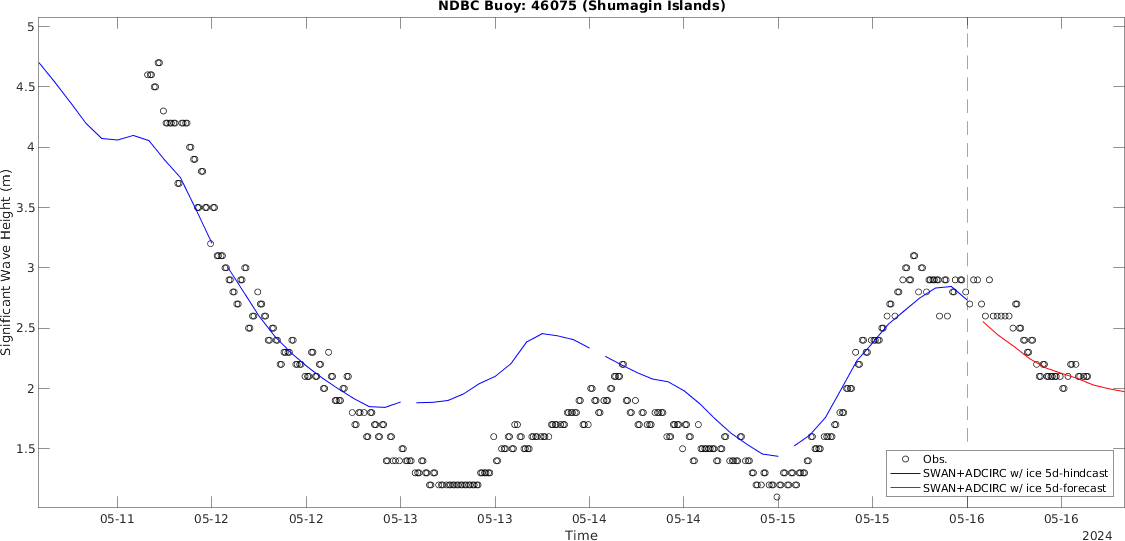 NDBC Buoy: 46075 (Shumagin Islands)
5
4.5
4
3.5
3
2.5
2
1.5
Significant Wave Height (m)
Obs.
SWAN+ADCIRC w/ ice 5d-hindcast
SWAN+ADCIRC w/ ice 5d-forecast
05-11 05-12 05-12 05-13 05-13 05-14 05-14 05-15 05-15 05-16 05-16
Time
2024